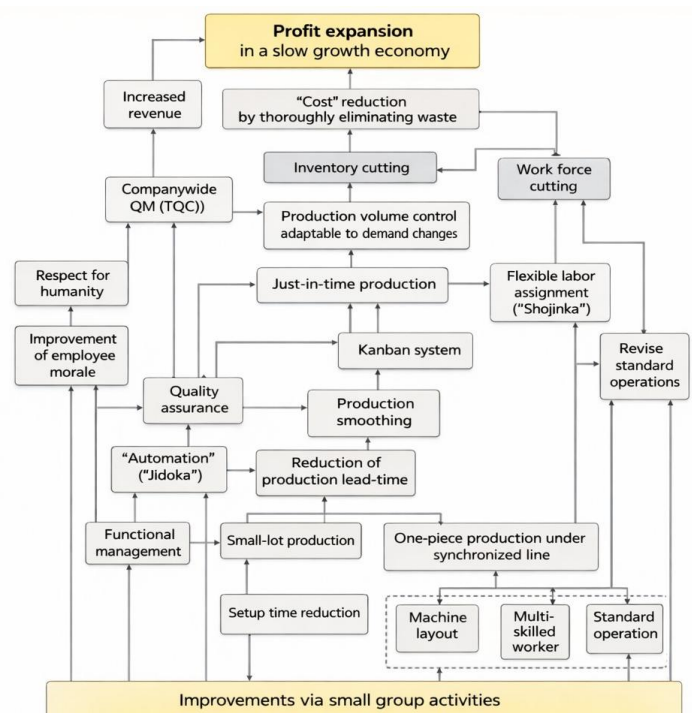 Profit expansion
in a slow growth economy
Increased
revenue
“Cost” reduction
by thoroughly eliminating waste
Inventory cutting
Work force
cutting
Companywide
QM (TQC))
Production volume control
adaptable to demand changes
Respect for
humanity
Just-in-time production
Flexible labor
assignment
(“Shojinka”)
Improvement
of employee
morale
Kanban system
Revise
standard
operations
Quality
assurance
Production
smoothing
“Automation”
(“Jidoka”)
Reduction of
production lead-time
Functional
management
Small-lot production
One-piece production under
synchronized line
Setup time reduction
Machine
layout
Multi-
skilled
worker
Standard
operation
Improvements via small group activities